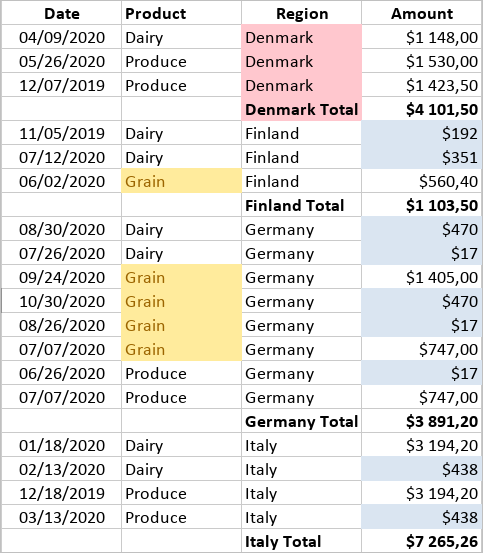 Date Product Region Amount
04/09/2020 Dairy Denmark $1 148,00
05/26/2020 Produce Denmark $1 530,00
12/07/2019 Produce Denmark $1 423,50
Denmark Total $4 101,50
11/05/2019 Dairy Finland $192
07/12/2020 Dairy Finland $351
06/02/2020 Grain Finland $560,40
Finland Total $1 103,50
08/30/2020 Dairy Germany $470
07/26/2020 Dairy Germany $17
09/24/2020 Grain Germany $1 405,00
10/30/2020 Grain Germany $470
08/26/2020 Grain Germany $17
07/07/2020 Grain Germany $747,00
06/26/2020 Produce Germany $17
07/07/2020 Produce Germany $747,00
Germany Total $3 891,20
01/18/2020 Dairy Italy $3 194,20
02/13/2020 Dairy Italy $438
12/18/2019 Produce Italy $3 194,20
03/13/2020 Produce Italy $438
Italy Total $7 265,26